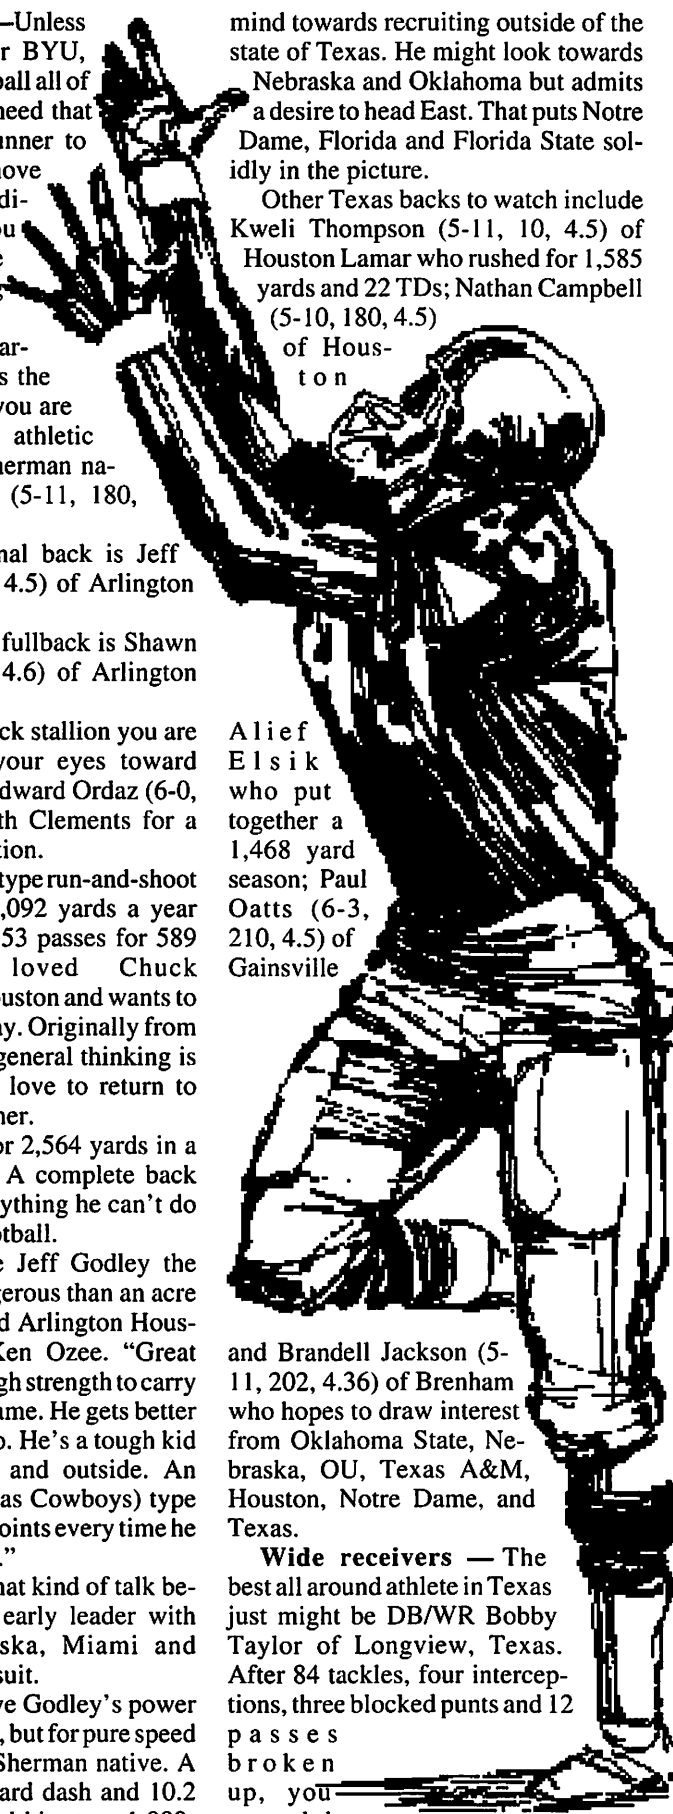 —Unless
BYU,
ball all of
need that
to
di-
ar-
s the
you are
athletic
herman na-
(5-11, 180,
nal back is Jeff
4.5) of Arlington
fullback is Shawn
4.6) of Arlington
ck stallion you are
your eyes toward
dward Ordaz (6-0,
th Clements for a
tion.
type run-and-shoot
,092 yards a year
53 passes for 589
loved Chuck
ouston and wants to
ay. Originally from
general thinking is
love to return to
her.
or 2,564 yards in a
A complete back
ything he can't do
otball.
e Jeff Godley the
gerous than an acre
d Arlington Hous-
Ken Ozee. “Great
gh strength to carry
ame. He gets better
o. He's a tough kid
and outside. An
as Cowboys) type
points every time he
.”
hat kind of talk be-
early leader with
ska, Miami and
suit.
ve Godley's power
, but for pure speed
Sherman native. A
ard dash and 10.2
mind towards recruiting outside of the
state of Texas. He might look towards
Nebraska and Oklahoma but admits
a desire to head East. That puts Notre
Dame, Florida and Florida State sol-
idly in the picture.
Other Texas backs to watch include
Kweli Thompson (5-11, 10, 4.5) of
Houston Lamar who rushed for 1,585
yards and 22 TDs; Nathan Campbell
(5-10, 180, 4.5)
of Hous-
ton
Alief
Elsik
who put
together a
1,468 yard
season; Paul
Oatts (6-3,
210, 4.5) of
Gainsville
and Brandell Jackson (5-
11, 202, 4.36) of Brenham
who hopes to draw interest
from Oklahoma State, Ne-
braska, OU, Texas A&M,
Houston, Notre Dame, and
Texas.
Wide receivers — The
best all around athlete in Texas
just might be DB/WR Bobby
Taylor of Longview, Texas.
After 84 tackles, four intercep-
tions, three blocked punts and 12
passes
broken
up, you